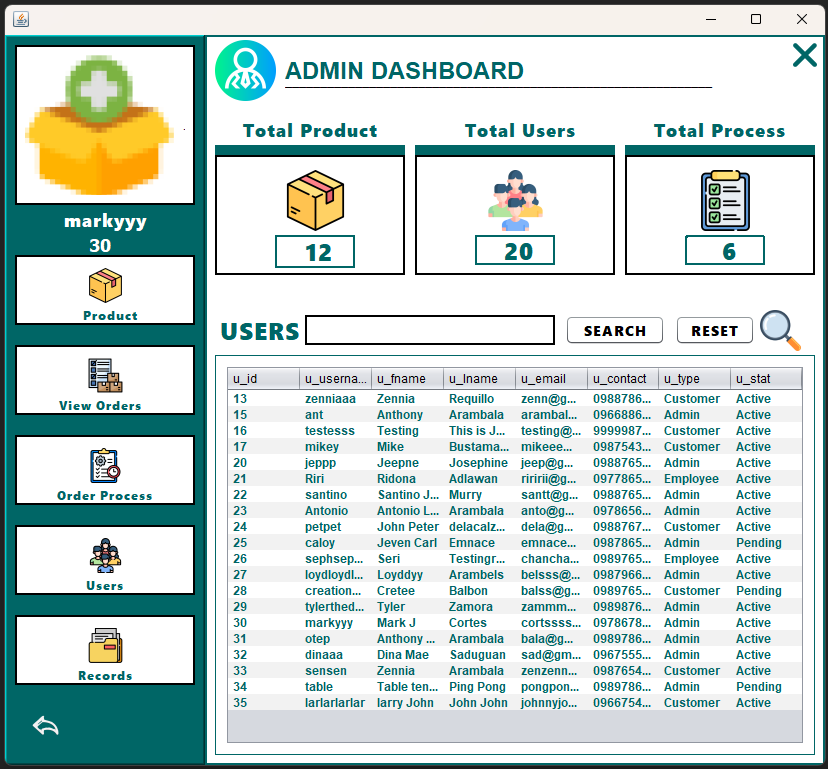 ADMIN DASHBOARD
Total Product Total Users Total Process
12 20 6
markyyy
30
Product
View Orders
Order Process
Users
Records
USERS SEARCH RESET
u_id u_userna... u_fname u_lname u_email u_contact u_type u_stat
13 zenniaaa Zennia Requillo zenn@g... 0988786... Customer Active
15 ant Anthony Arambala arambal... 0966886... Admin Active
16 testesss Testing This is J... testing@... 9999987... Customer Active
17 mikey Mike Bustama... mikeee... 0987543... Customer Active
20 jeppp Jeepne Josephine jeep@g... 0988765... Admin Active
21 Riri Ridona Adlawan riririi@g... 0977865... Employee Active
22 santino Santino J... Murry santt@g... 0988765... Admin Active
23 Antonio Antonio L... Arambala anto@g... 0978656... Admin Active
24 petpet John Peter delacalz... dela@g... 0988767... Customer Active
25 caloy Jeven Carl Emnace emnace... 0987865... Admin Pending
26 sephsep... Seri Testingr... chancha... 0989765... Employee Active
27 loydloydl... Loyddyy Arambels belsss@... 0987966... Admin Active
28 creation... Cretee Balbon balss@g... 0989765... Customer Pending
29 tylerthed... Tyler Zamora zammm... 0989876... Admin Active
30 markyyy Mark J Cortes cortssss... 0978678... Admin Active
31 otep Anthony ... Arambala bala@g... 0989786... Admin Active
32 dinaaa Dina Mae Saduguan sad@gm... 0967555... Admin Active
33 sensen Zennia Arambala zenzenn... 0987654... Customer Active
34 table Table ten... Ping Pong pongpon... 0989786... Admin Pending
35 larlarlarlar larry John John John johnnyjo... 0966754... Customer Active